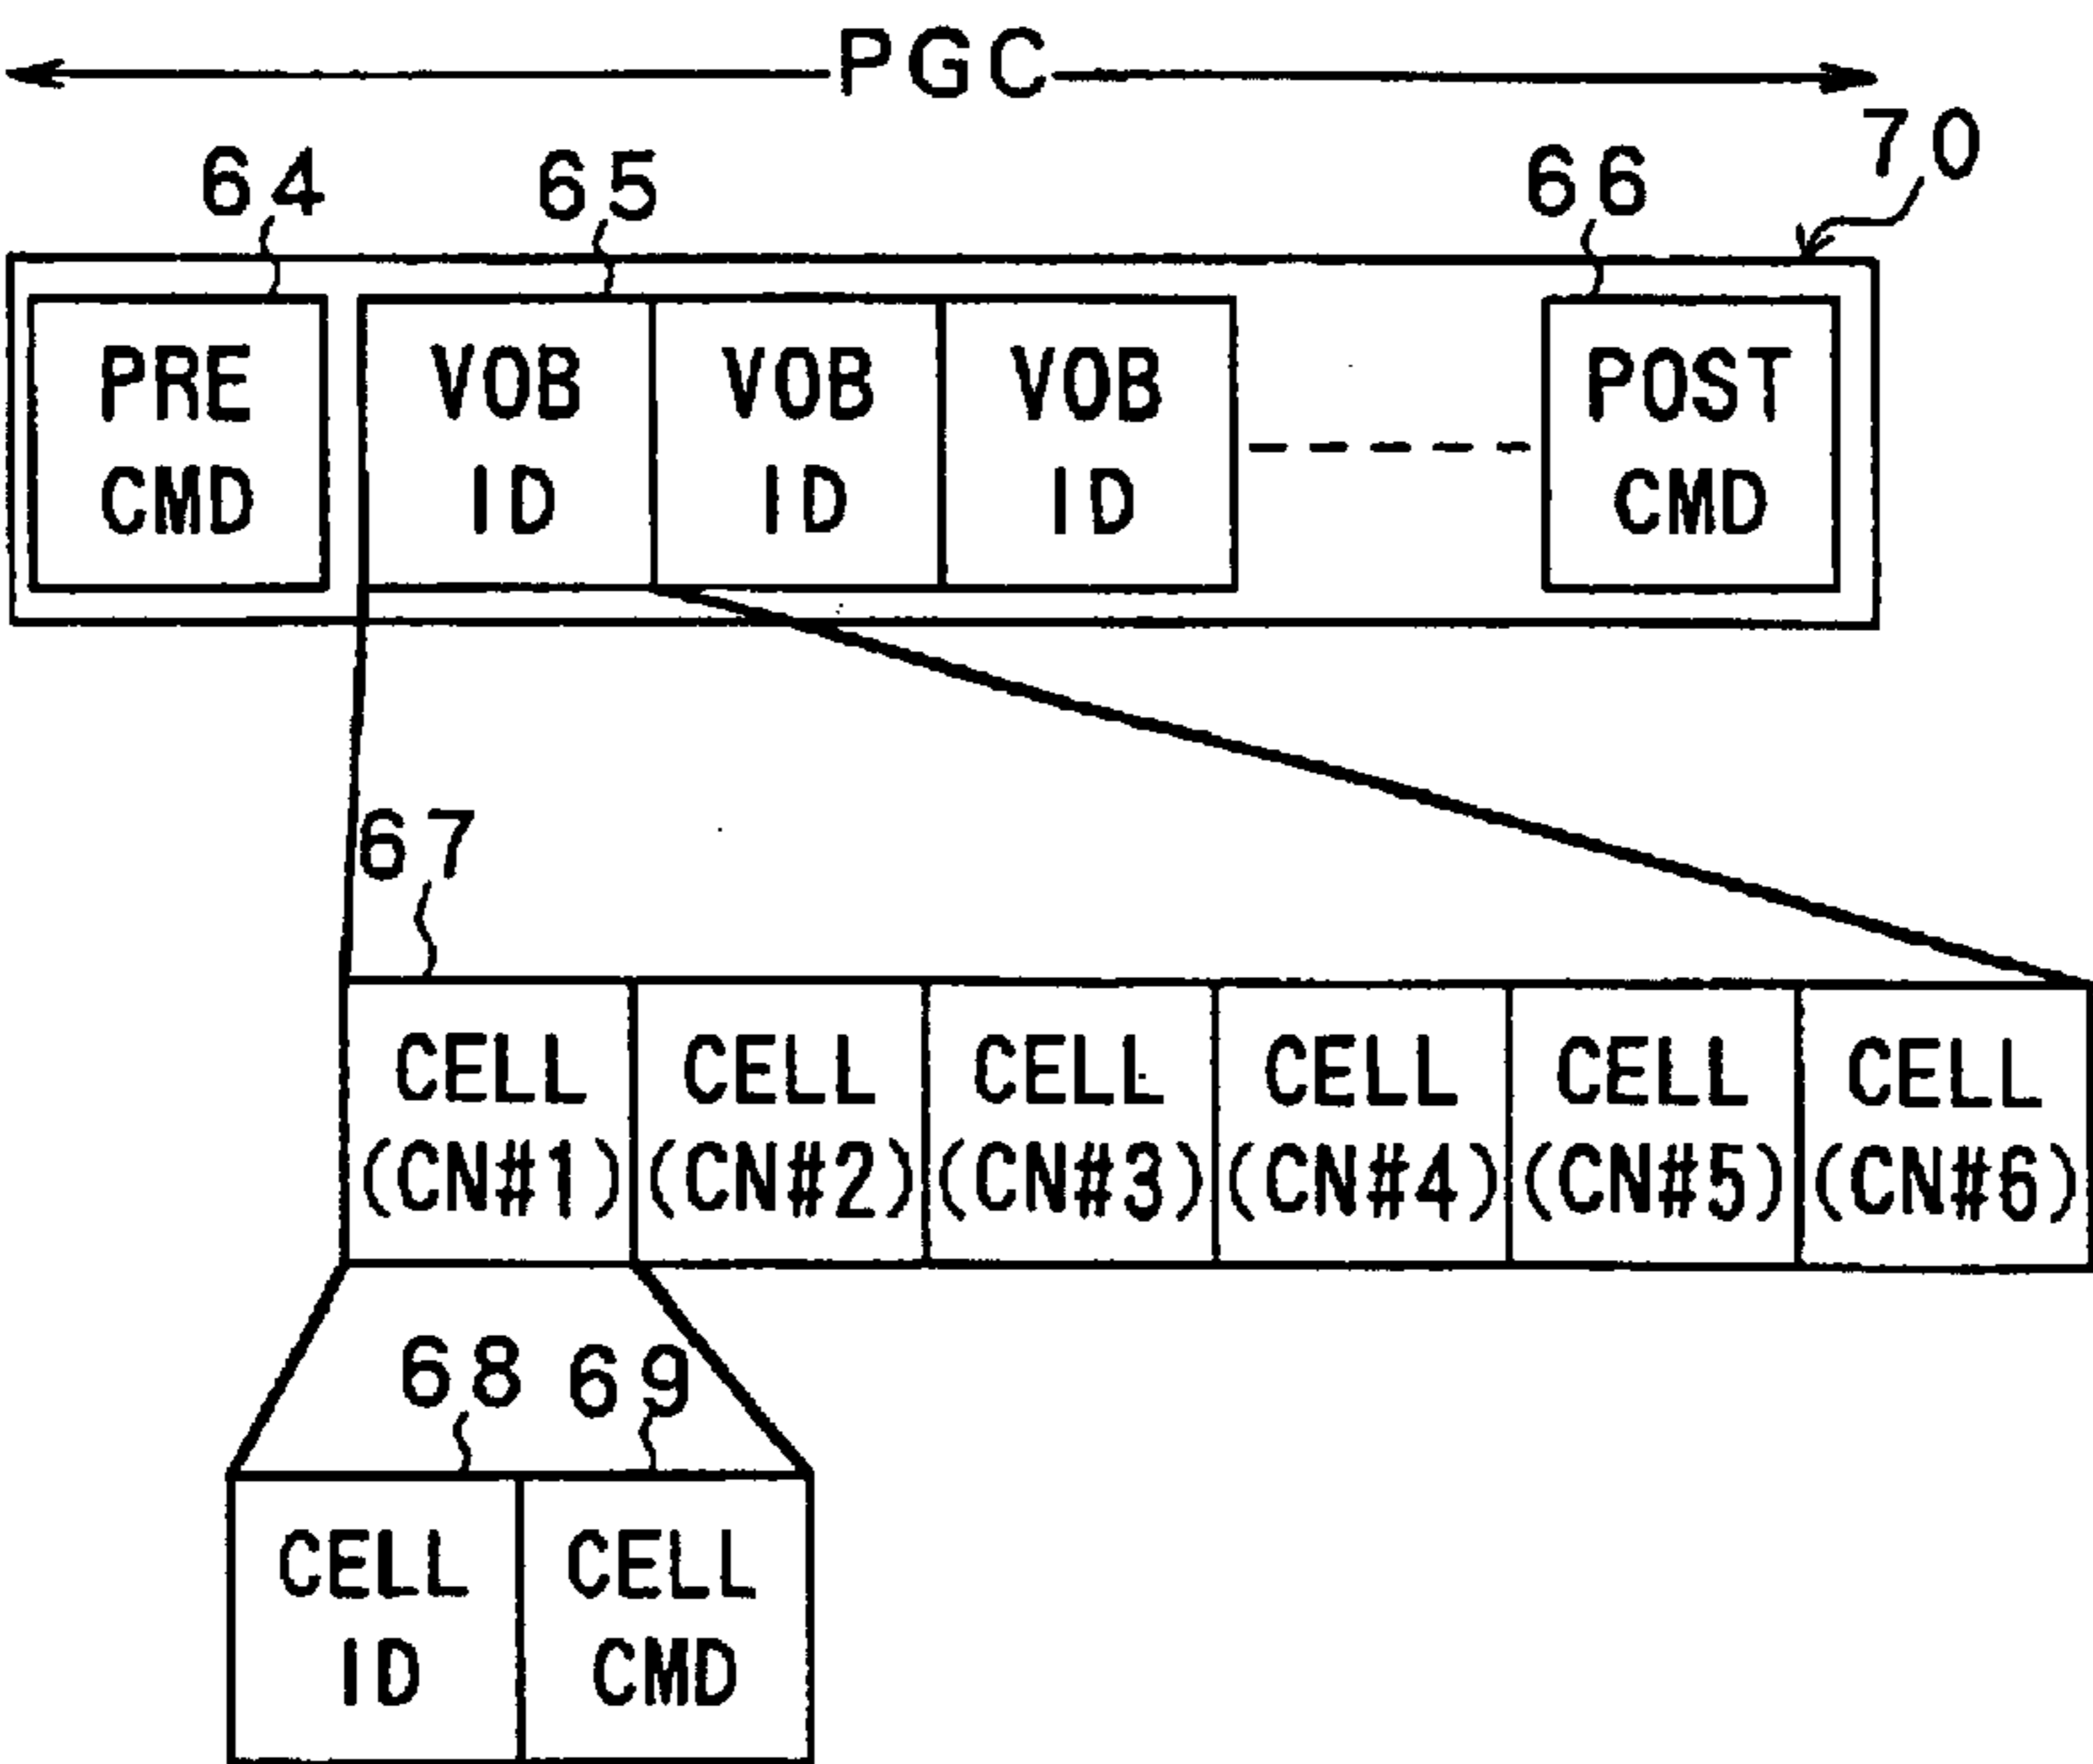 PGC
70
64 65 66
PRE VOB VOB VOB POST
CMD ID ID ID CMD
67
CELL CELL CELL CELL CELL CELL
(CN#1) (CN#2) (CN#3) (CN#4) (CN#5) (CN#6)
68 69
CELL CELL
ID CMD